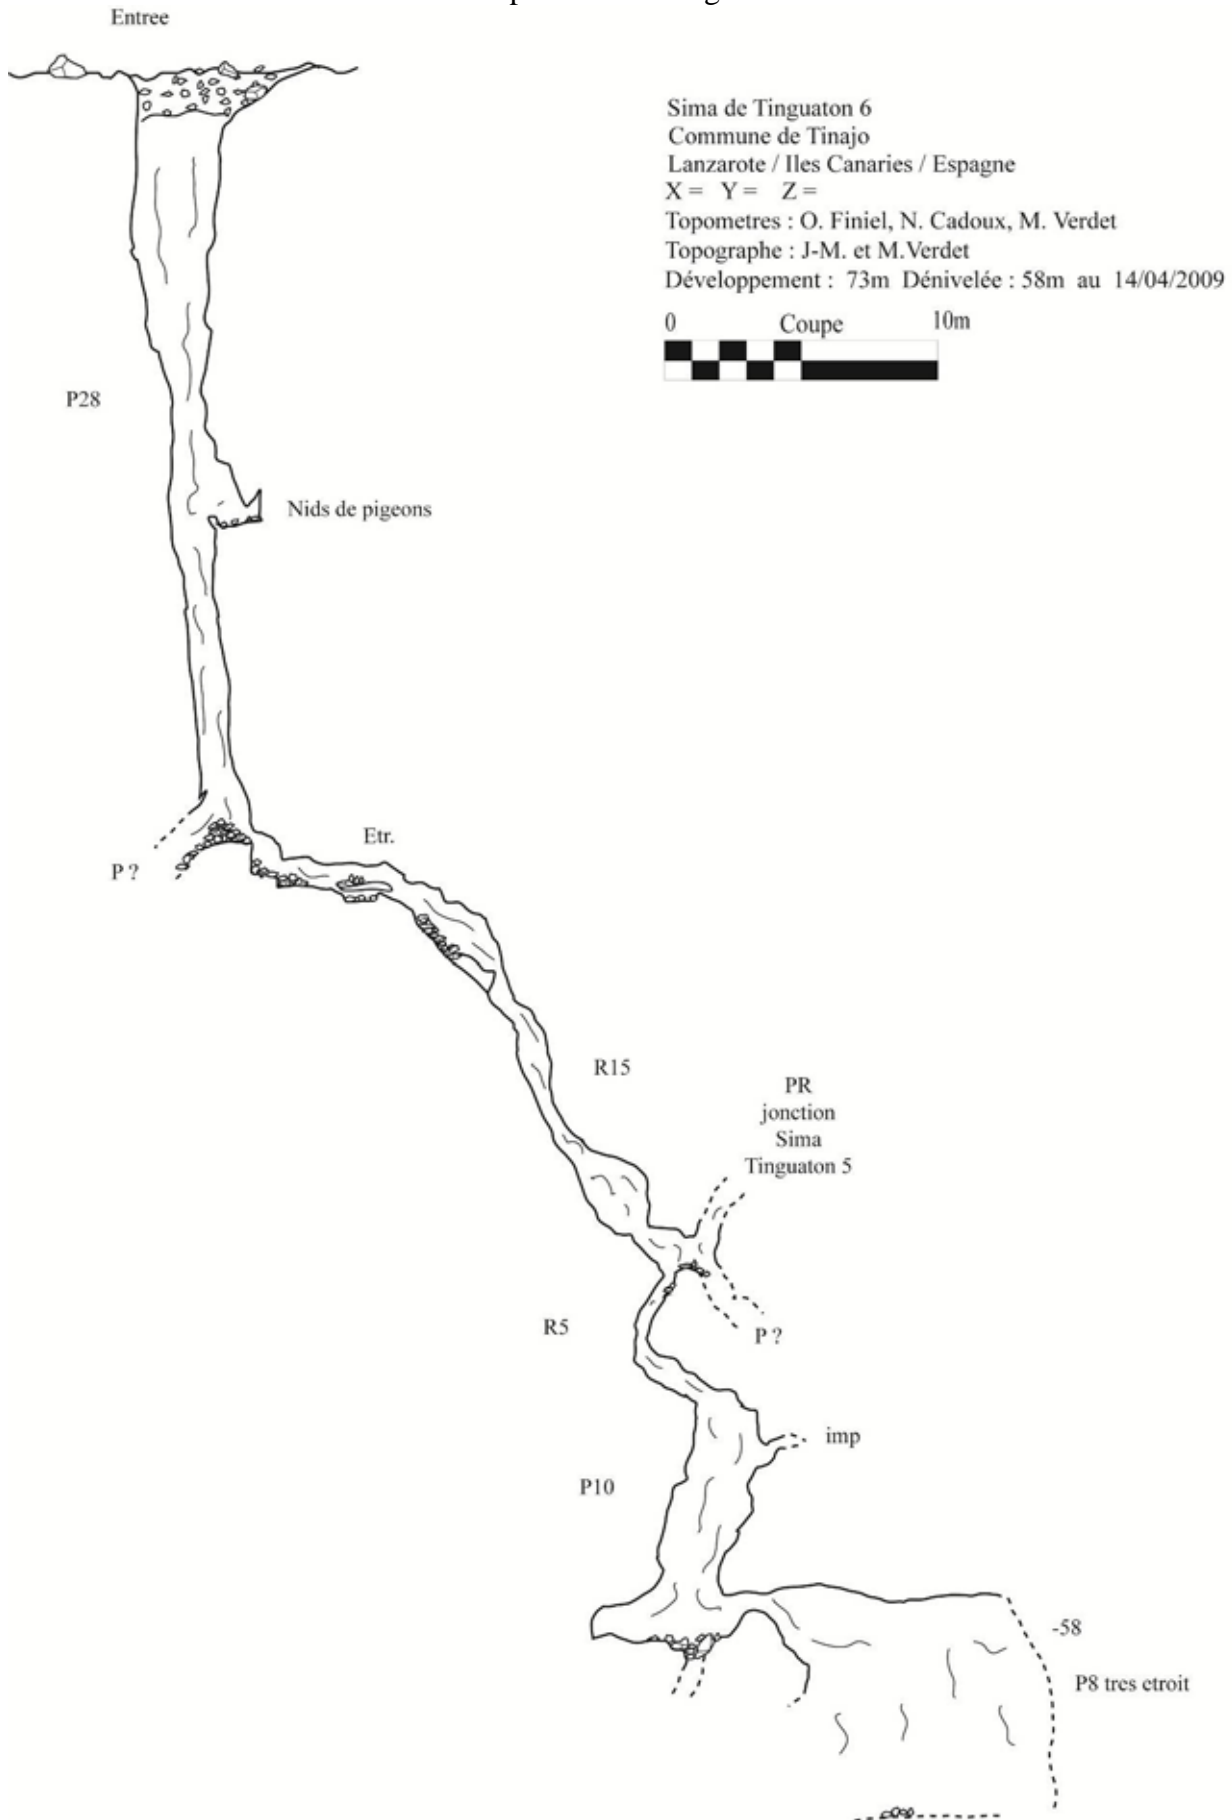 Entree
Sima de Tinguaton 6
Commune de Tinajo
Lanzarote / Iles Canaries / Espagne
X = Y = Z =
Topometres : O. Finiel, N. Cadoux, M. Verdet
Topographe : J-M. et M.Verdet
Développement : 73m Dénivelée : 58m au 14/04/2009
0 Coupe 10m
P28
Nids de pigeons
Etr.
P ?
R15
PR
jonction
Sima
Tinguaton 5
R5
P ?
imp
P10
-58
P8 tres etroit